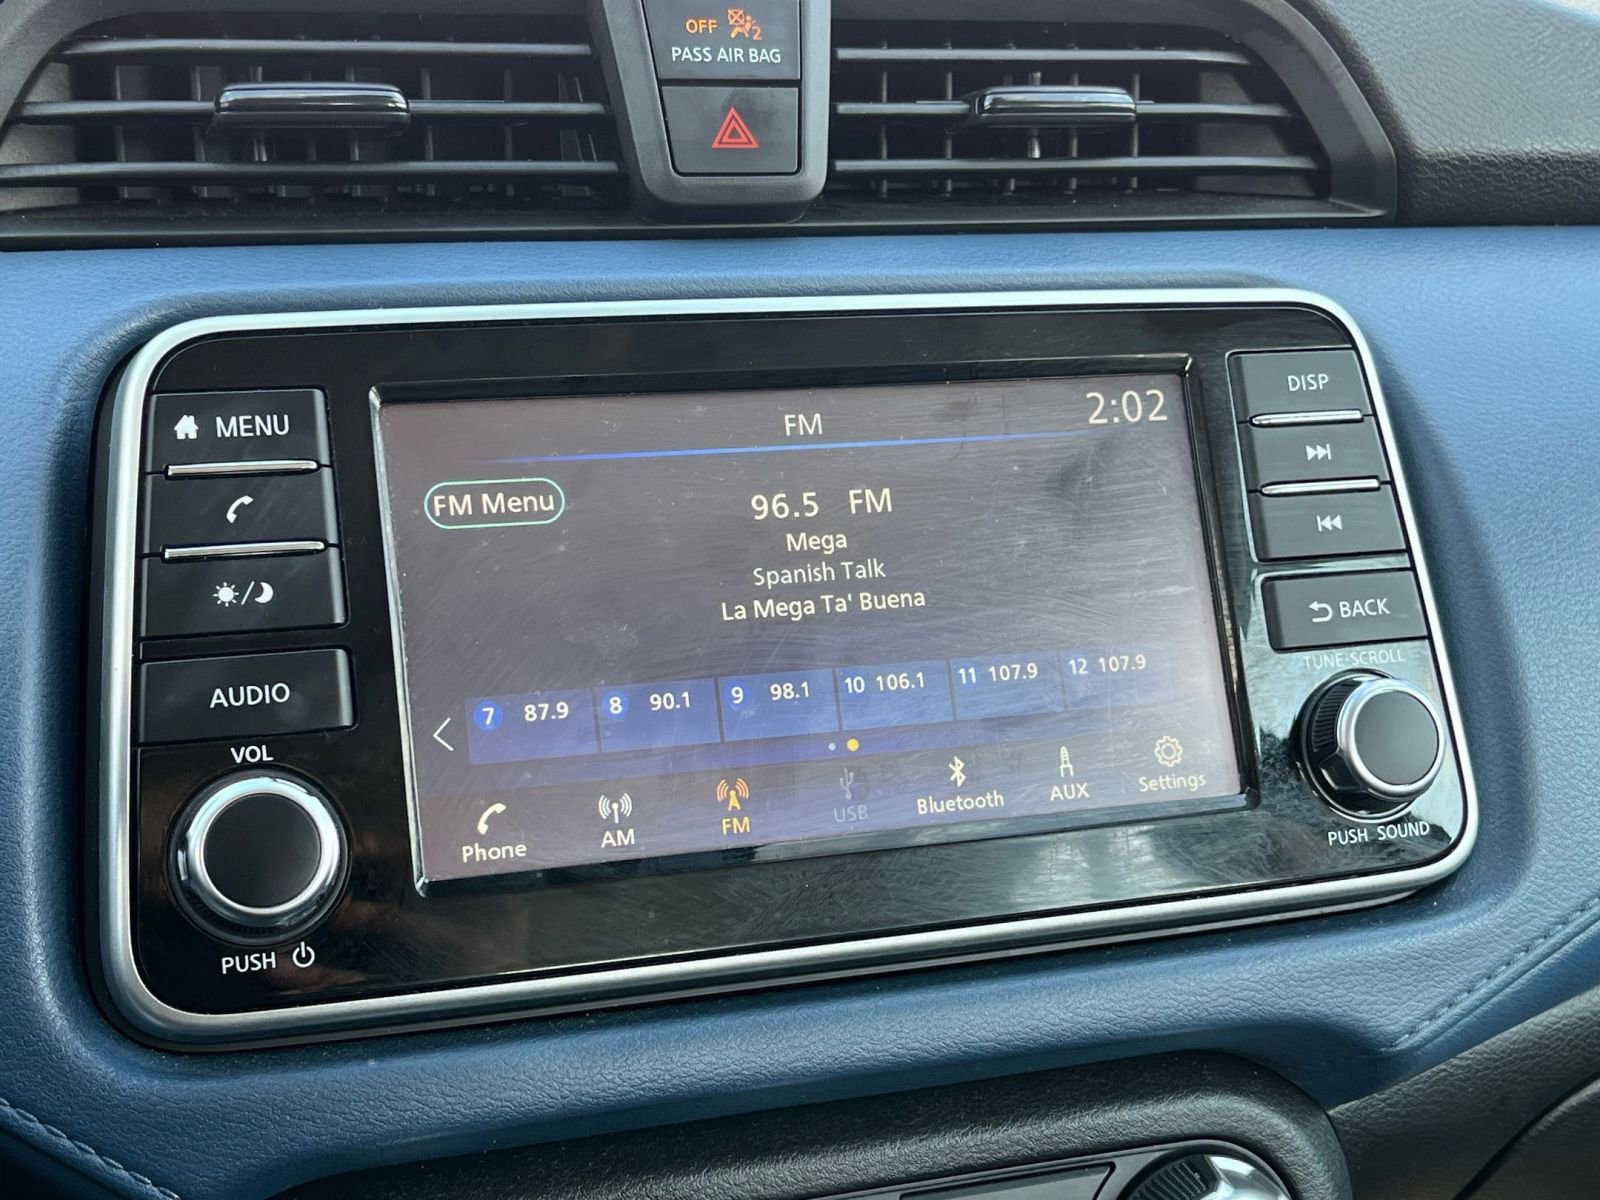 OFF 2
PASS AIR BAG
MENU
AUDIO
VOL
PUSH
FM 2:02
FM Menu
96.5 FM
Mega
Spanish Talk
La Mega Ta' Buena
7 87.9 8 90.1 9 98.1 10 106.1 11 107.9 12 107.9
Phone AM FM USB Bluetooth AUX Settings
DISP
BACK
TUNE·SCROLL
PUSH SOUND